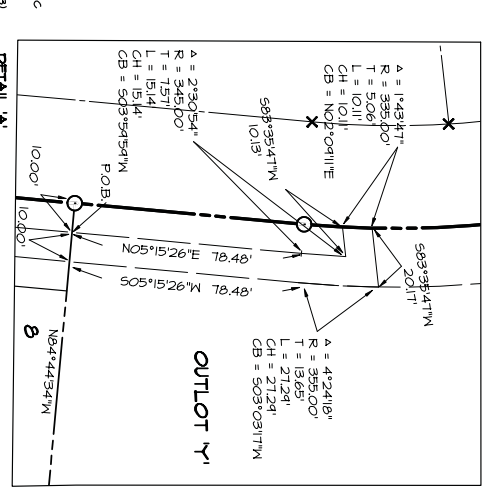 Δ = 1°43'47"
R = 335.00'
T = 5.06'
L = 10.11'
CH = 10.11'
CB = N02°09'11"E
Δ = 2°30'54"
R = 345.00'
T = 7.57'
L = 15.14
CH = 15.14'
CB = S03°59'59"W
S83°35'47"W
10.13'
S83°35'47"W
20.17'
P.O.B.
10.00'
10.00'
N05°15'26"E 78.48'
S05°15'26"W 78.48'
Δ = 4°24'18"
R = 355.00'
T = 13.65'
L = 27.29'
CH = 27.29'
CB = S03°03'17"W
OUTLOT 'Y'
8
N84°44'34"W
DETAIL 'A'